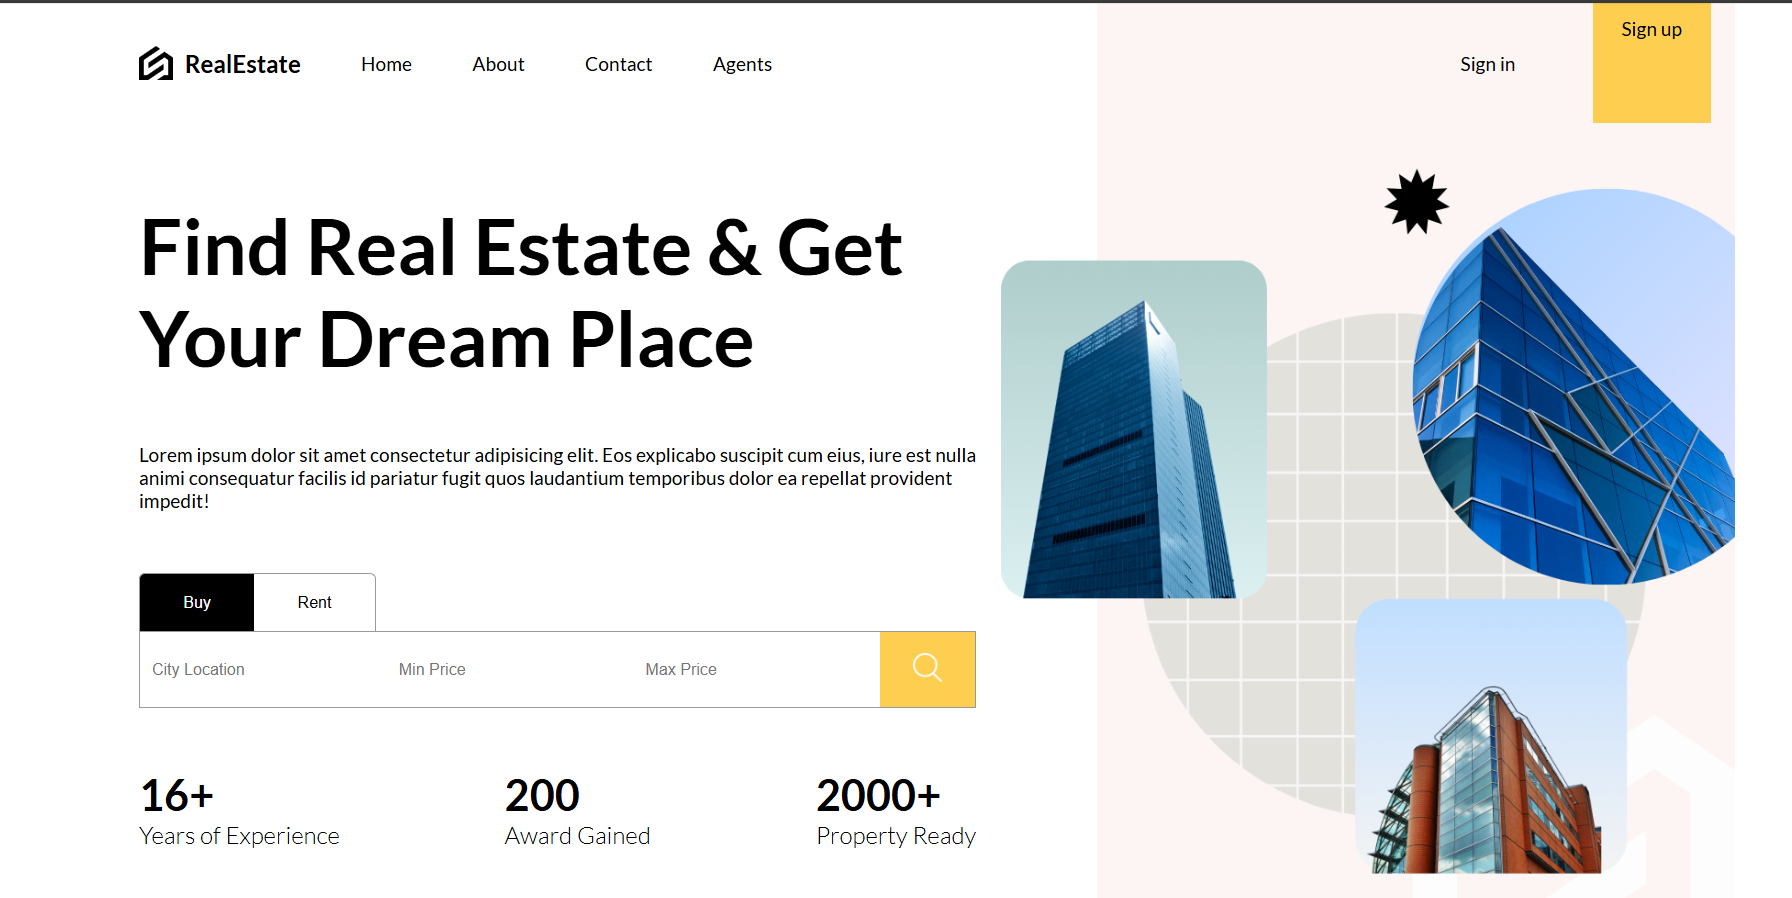 RealEstate
Home
About
Contact
Agents
Sign in
Sign up
Find Real Estate & Get
Your Dream Place
Lorem ipsum dolor sit amet consectetur adipisicing elit. Eos explicabo suscipit cum eius, iure est nulla
animi consequatur facilis id pariatur fugit quos laudantium temporibus dolor ea repellat provident
impedit!
Buy
Rent
City Location
Min Price
Max Price
16+
Years of Experience
200
Award Gained
2000+
Property Ready